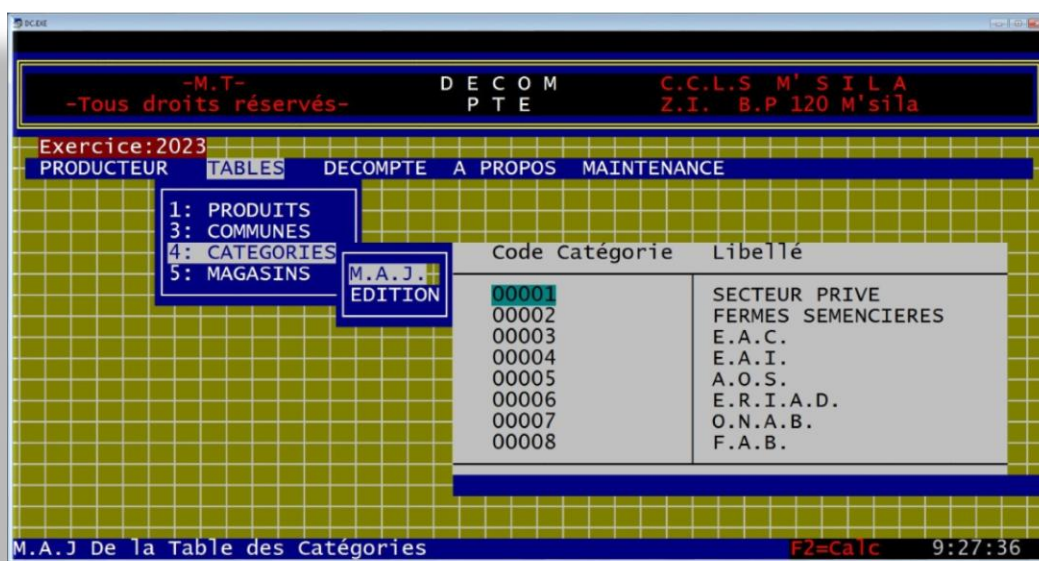 DC.EXE
-M.T- D E C O M C.C.L.S M' S I L A
-Tous droits réservés- P T E Z.I. B.P 120 M'sila
Exercice:2023
PRODUCTEUR TABLES DECOMPTE A PROPOS MAINTENANCE
1: PRODUITS
3: COMMUNES
4: CATEGORIES
5: MAGASINS
M.A.J.
EDITION
Code Catégorie Libellé
00001 SECTEUR PRIVE
00002 FERMES SEMENCIERES
00003 E.A.C.
00004 E.A.I.
00005 A.O.S.
00006 E.R.I.A.D.
00007 O.N.A.B.
00008 F.A.B.
M.A.J De la Table des Catégories F2=Calc 9:27:36